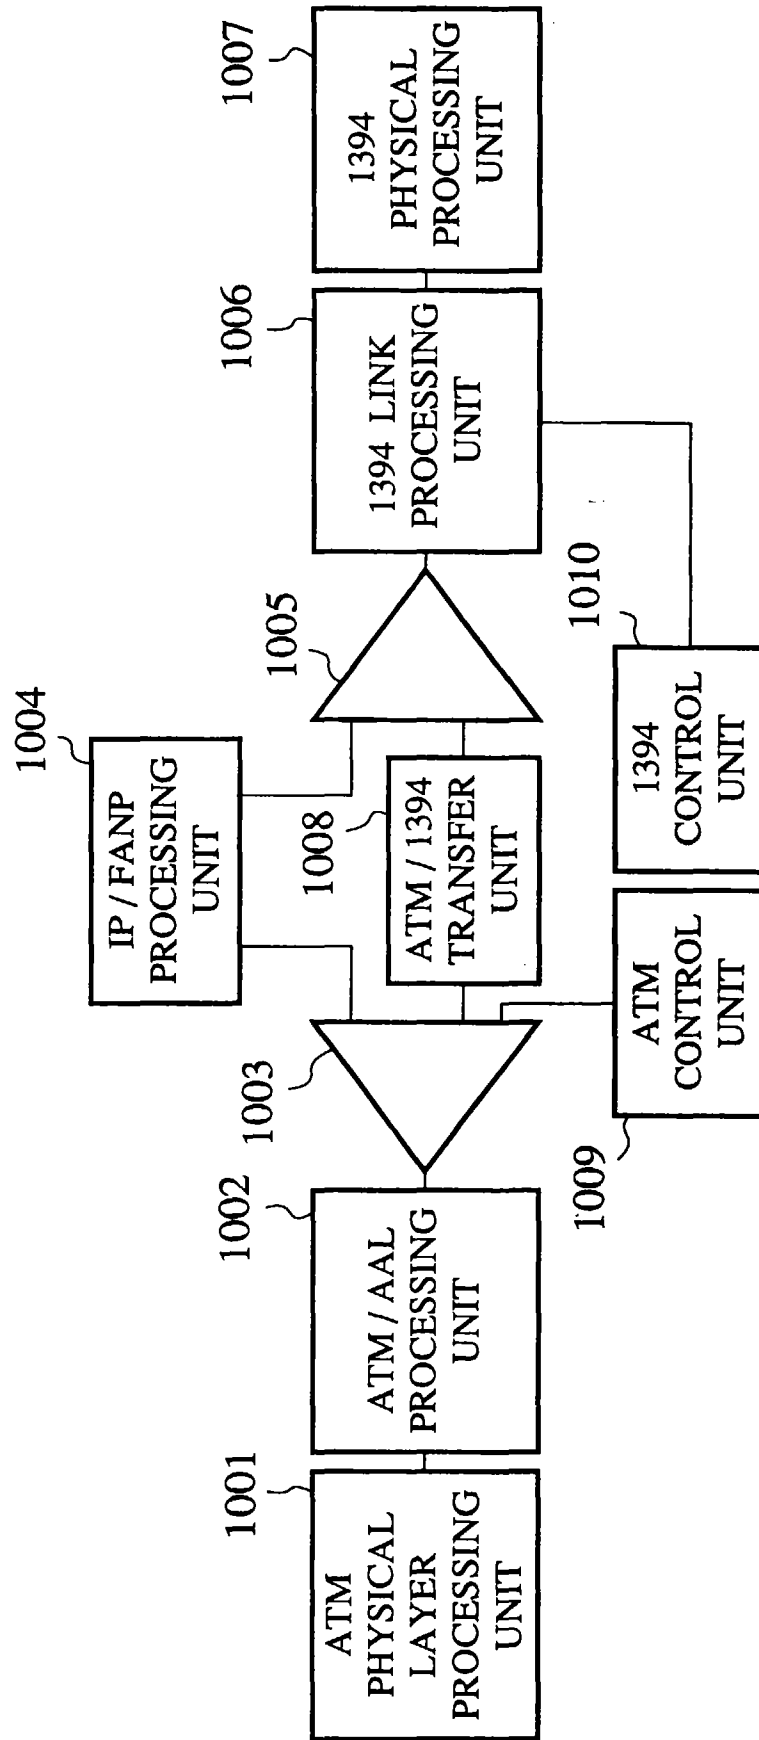 1001
ATM
PHYSICAL
LAYER
PROCESSING
UNIT
1002
ATM / AAL
PROCESSING
UNIT
1003
1004
IP / FANP
PROCESSING
UNIT
1008
ATM / 1394
TRANSFER
UNIT
1005
1006
1394 LINK
PROCESSING
UNIT
1007
1394
PHYSICAL
PROCESSING
UNIT
1009
ATM
CONTROL
UNIT
1010
1394
CONTROL
UNIT